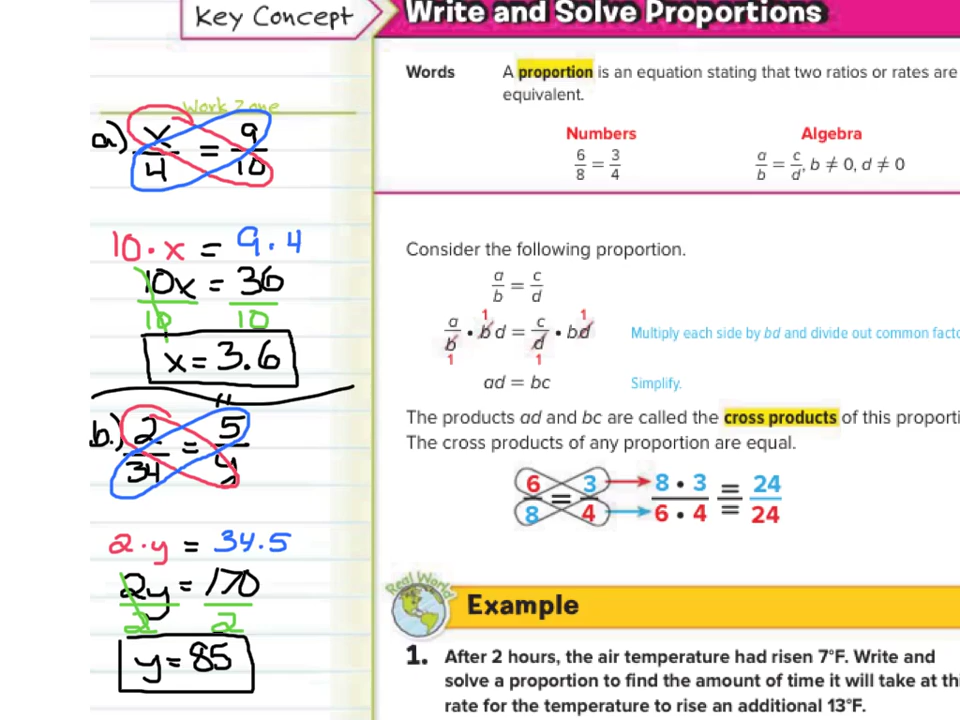 Key Concept
Write and Solve Proportions
Words A proportion is an equation stating that two ratios or rates are
equivalent.
Numbers Algebra
6/8 = 3/4 a/b = c/d, b ≠ 0, d ≠ 0
Work Zone
a.) x/4 = 9/10
10 · x = 9 · 4
10x = 36
10 10
x = 3.6
b.) 2/34 = 5/y
2 · y = 34 · 5
2y = 170
2 2
y = 85
Consider the following proportion.
a/b = c/d
a/b • bd = c/d • bd Multiply each side by bd and divide out common
1 1
1 1
ad = bc Simplify.
The products ad and bc are called the cross products of this
The cross products of any proportion are equal.
6/8 = 3/4 8 • 3 = 24
6 • 4 = 24
Real World
Example
1. After 2 hours, the air temperature had risen 7°F. Write and
solve a proportion to find the amount of time it will take at
rate for the temperature to rise an additional 13°F.